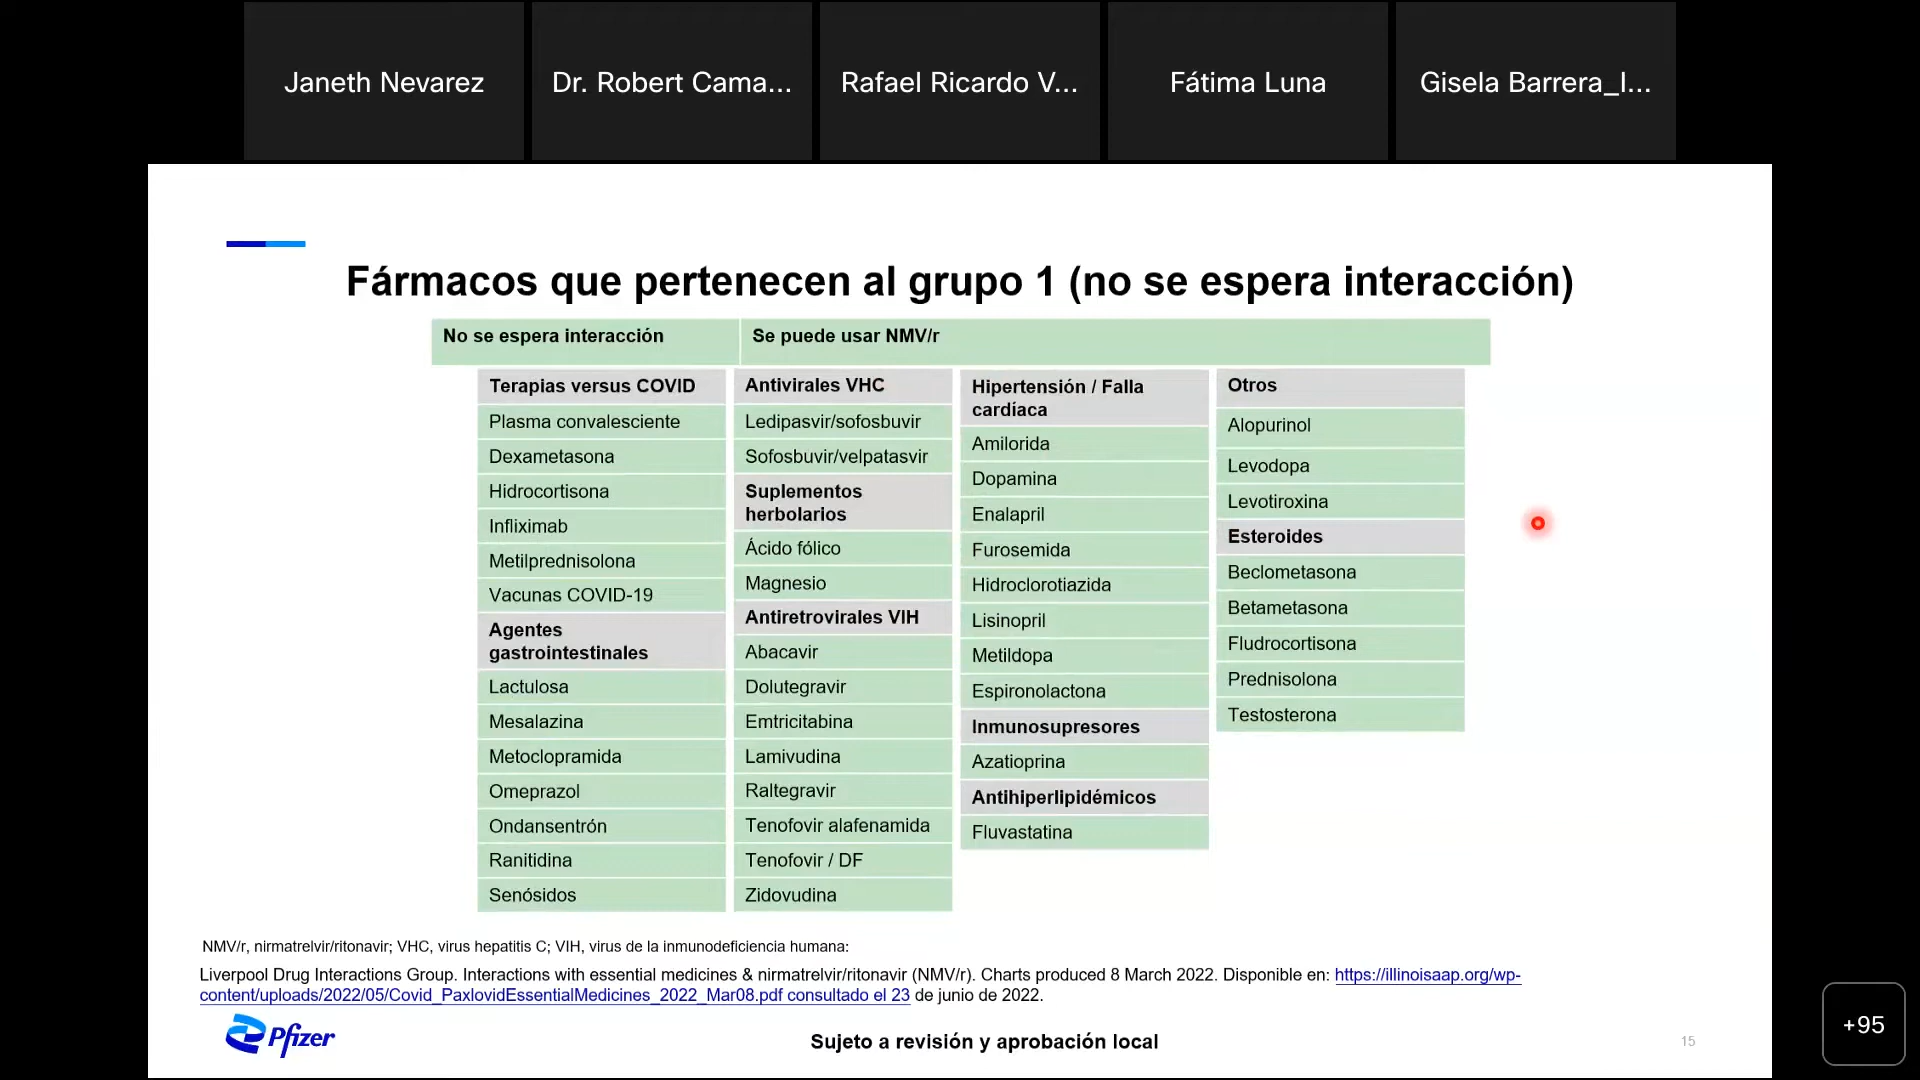 Janeth Nevarez
Dr. Robert Cama...
Rafael Ricardo V...
Fátima Luna
Gisela Barrera_I...
Fármacos que pertenecen al grupo 1 (no se espera interacción)
No se espera interacción
Se puede usar NMV/r
Terapias versus COVID
Plasma convalesciente
Dexametasona
Hidrocortisona
Infliximab
Metilprednisolona
Vacunas COVID-19
Agentes
gastrointestinales
Lactulosa
Mesalazina
Metoclopramida
Omeprazol
Ondansentrón
Ranitidina
Senósidos
Antivirales VHC
Ledipasvir/sofosbuvir
Sofosbuvir/velpatasvir
Suplementos
herbolarios
Ácido fólico
Magnesio
Antiretrovirales VIH
Abacavir
Dolutegravir
Emtricitabina
Lamivudina
Raltegravir
Tenofovir alafenamida
Tenofovir / DF
Zidovudina
Hipertensión / Falla
cardíaca
Amilorida
Dopamina
Enalapril
Furosemida
Hidroclorotiazida
Lisinopril
Metildopa
Espironolactona
Inmunosupresores
Azatioprina
Antihiperlipidémicos
Fluvastatina
Otros
Alopurinol
Levodopa
Levotiroxina
Esteroides
Beclometasona
Betametasona
Fludrocortisona
Prednisolona
Testosterona
NMV/r, nirmatrelvir/ritonavir; VHC, virus hepatitis C; VIH, virus de la inmunodeficiencia humana:
Liverpool Drug Interactions Group. Interactions with essential medicines & nirmatrelvir/ritonavir (NMV/r). Charts produced 8 March 2022. Disponible en: https://illinoisaap.org/wp-
content/uploads/2022/05/Covid_PaxlovidEssentialMedicines_2022_Mar08.pdf consultado el 23 de junio de 2022.
Pfizer
Sujeto a revisión y aprobación local
15
+95